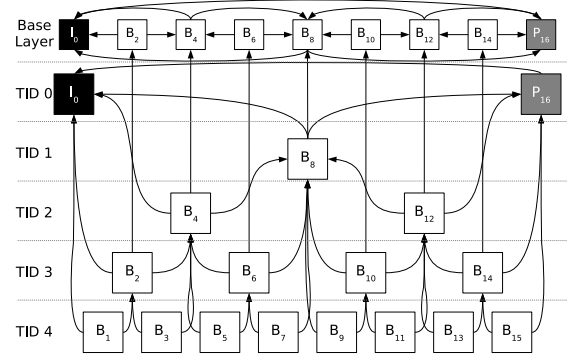 Base Layer I₀ B₂ B₄ B₆ B₈ B₁₀ B₁₂ B₁₄ P₁₆
TID 0 I₀ P₁₆
TID 1 B₈
TID 2 B₄ B₁₂
TID 3 B₂ B₆ B₁₀ B₁₄
TID 4 B₁ B₃ B₅ B₇ B₉ B₁₁ B₁₃ B₁₅